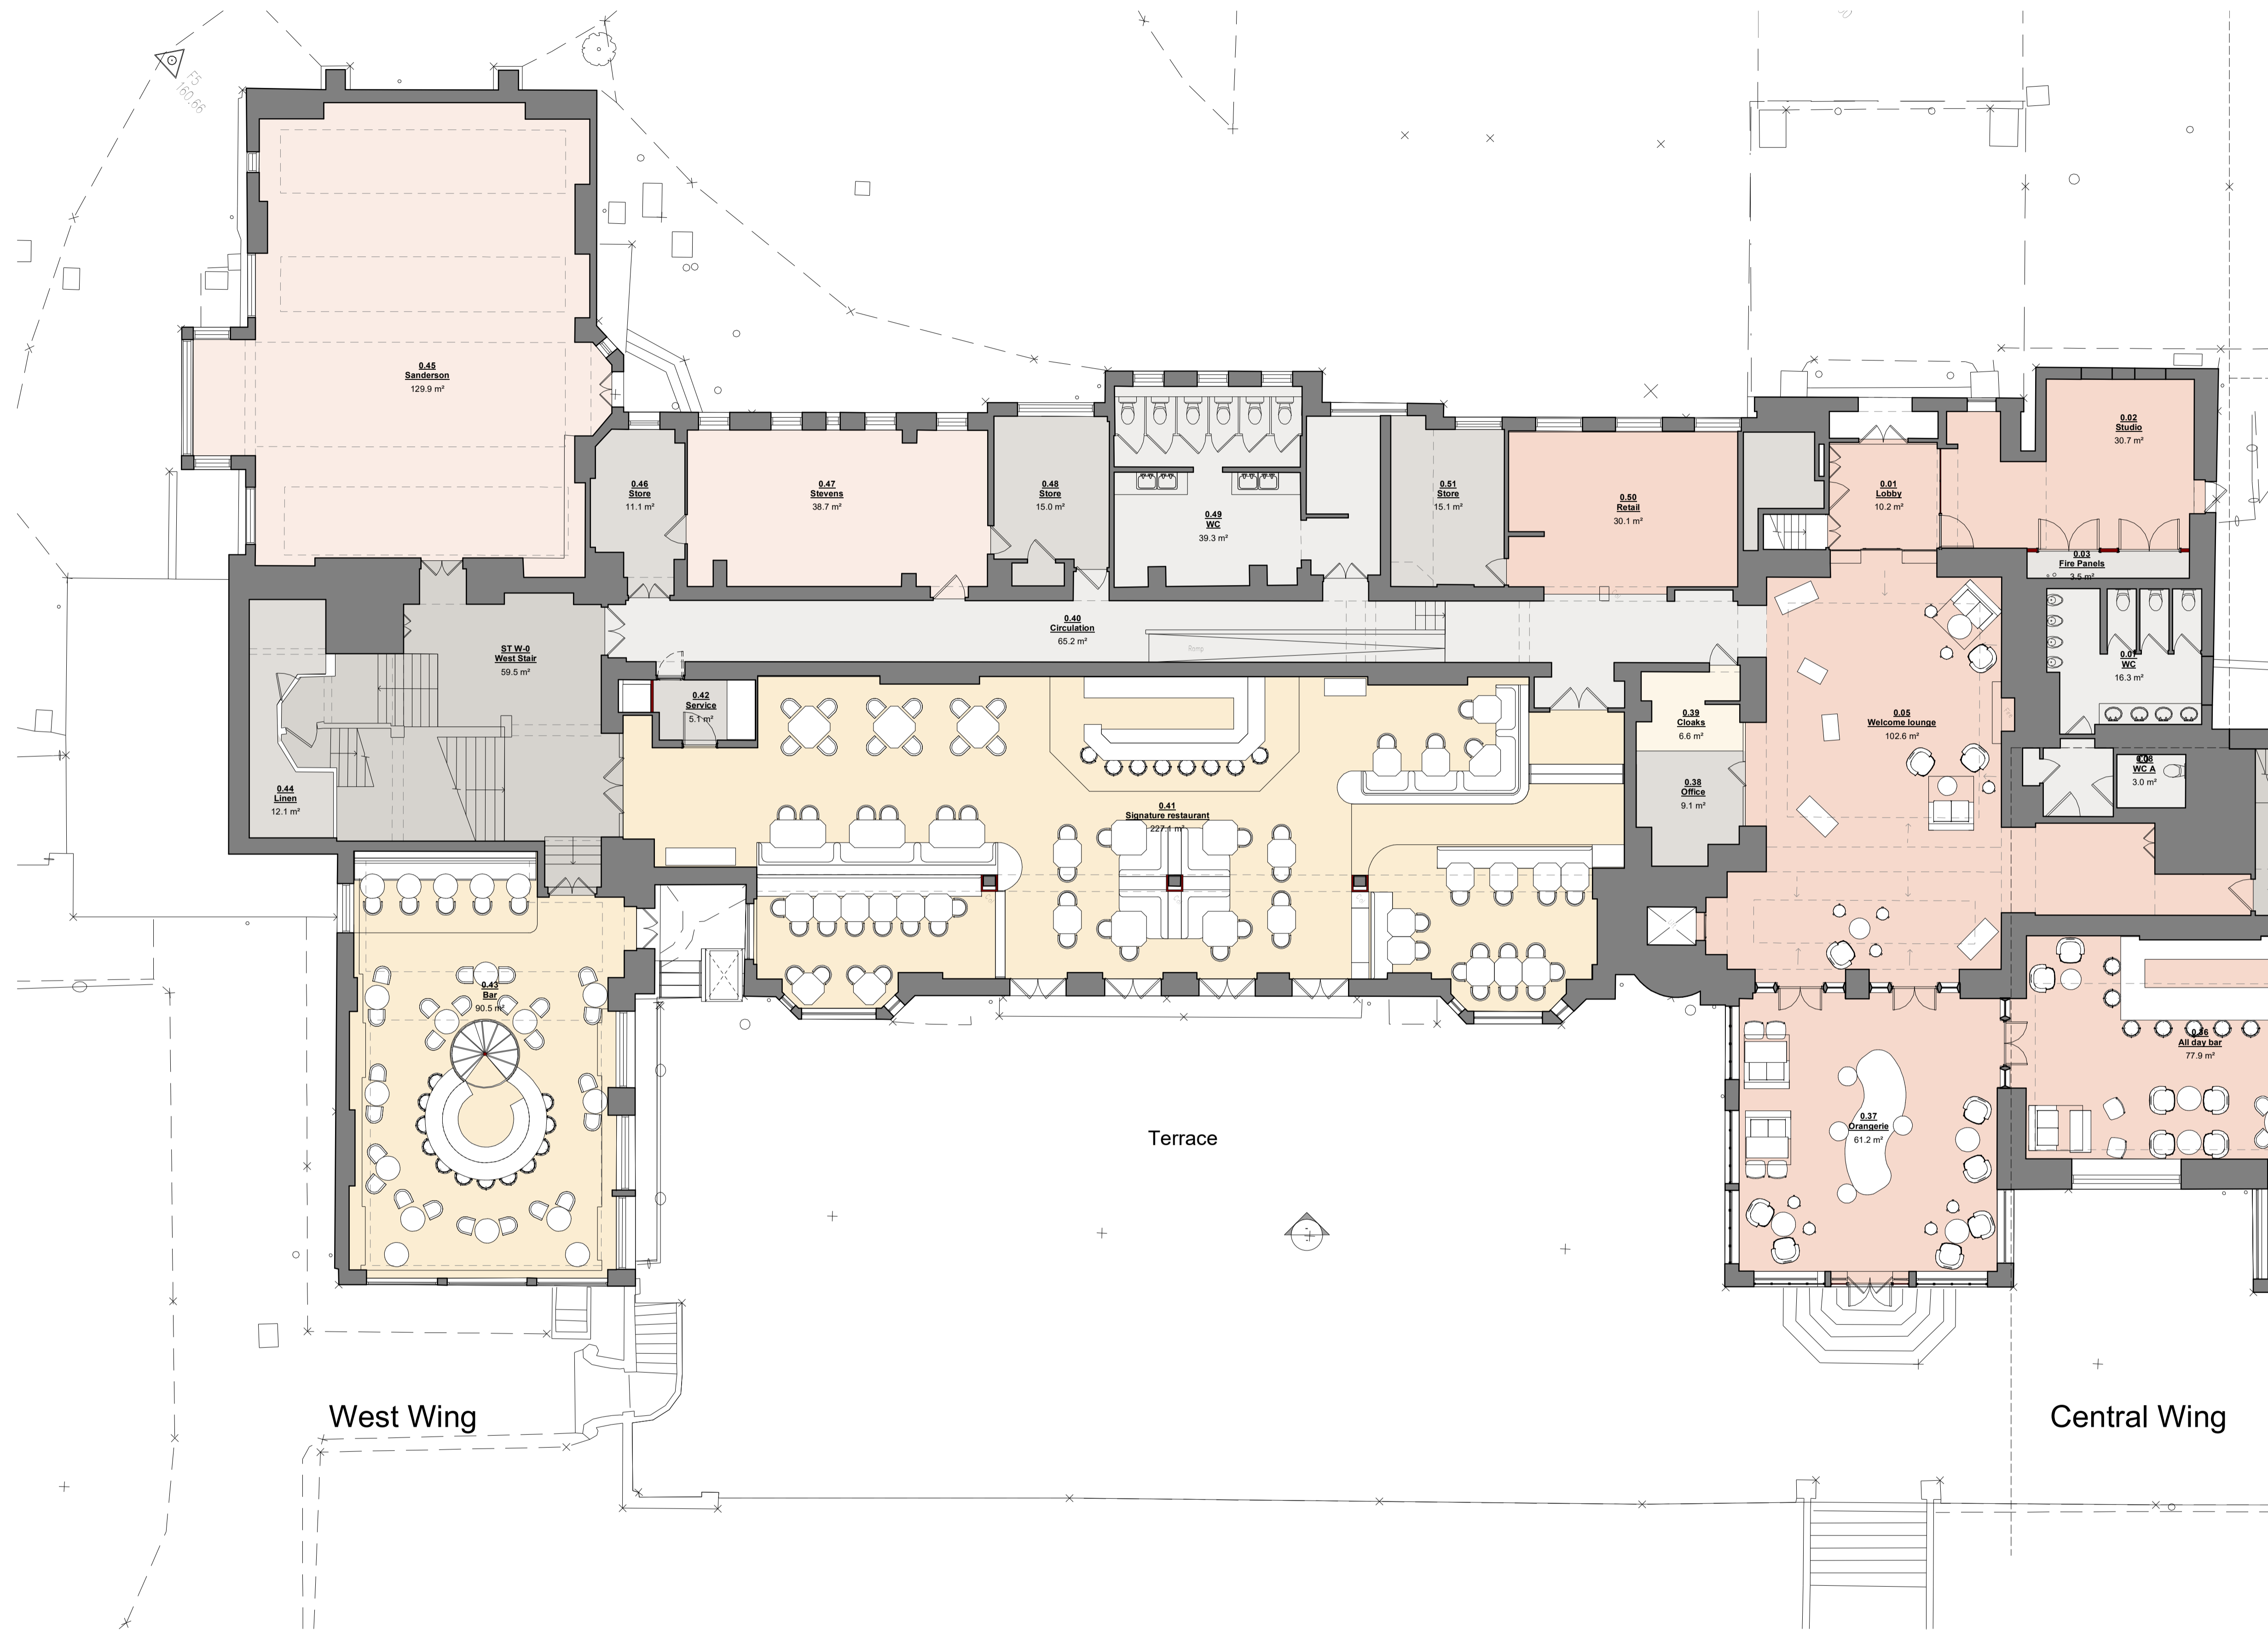 F5
160.66
0.45
Sanderson
129.9 m²
0.46
Store
11.1 m²
0.47
Stevens
38.7 m²
0.48
Store
15.0 m²
0.49
WC
39.3 m²
0.51
Store
15.1 m²
0.50
Retail
30.1 m²
0.01
Lobby
10.2 m²
0.02
Studio
30.7 m²
0.03
Fire Panels
3.5 m²
0.40
Circulation
65.2 m²
Ramp
ST W-0
West Stair
59.5 m²
0.42
Service
5.1 m²
0.39
Cloaks
6.6 m²
0.05
Welcome lounge
102.6 m²
0.07
WC
16.3 m²
WC A
3.0 m²
0.44
Linen
12.1 m²
0.41
Signature restaurant
227.1 m²
0.38
Office
9.1 m²
0.43
Bar
90.5 m²
0.36
All day bar
77.9 m²
0.37
Orangerie
61.2 m²
Terrace
West Wing
Central Wing